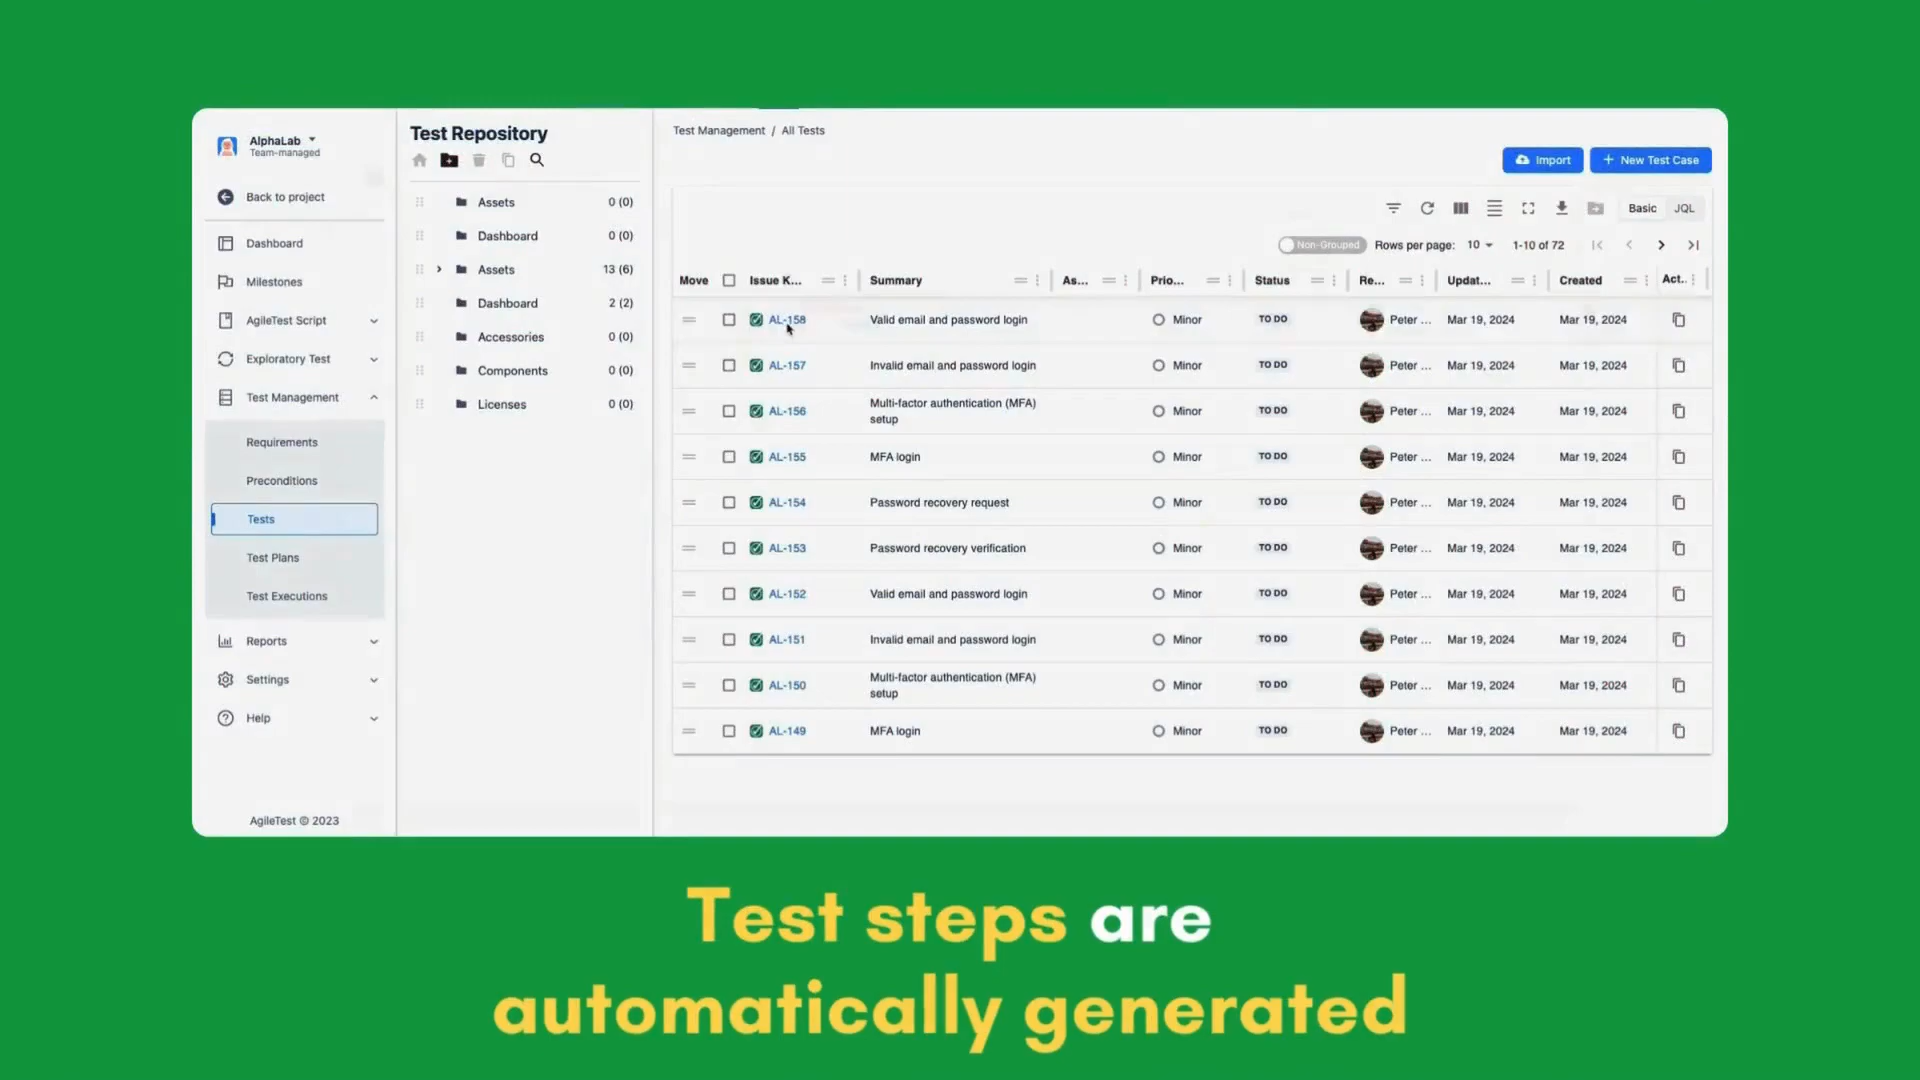 AlphaLab
Team-managed
Back to project
Dashboard
Milestones
AgileTest Script
Exploratory Test
Test Management
Requirements
Preconditions
Tests
Test Plans
Test Executions
Reports
Settings
Help
AgileTest © 2023
Test Repository
Assets 0 (0)
Dashboard 0 (0)
Assets 13 (6)
Dashboard 2 (2)
Accessories 0 (0)
Components 0 (0)
Licenses 0 (0)
Test Management / All Tests
Import + New Test Case
Basic JQL
Non-Grouped Rows per page: 10 1-10 of 72
Move Issue K... Summary As... Prio... Status Re... Updat... Created Act..
AL-158 Valid email and password login Minor TO DO Peter ... Mar 19, 2024 Mar 19, 2024
AL-157 Invalid email and password login Minor TO DO Peter ... Mar 19, 2024 Mar 19, 2024
AL-156 Multi-factor authentication (MFA) Minor TO DO Peter ... Mar 19, 2024 Mar 19, 2024
setup
AL-155 MFA login Minor TO DO Peter ... Mar 19, 2024 Mar 19, 2024
AL-154 Password recovery request Minor TO DO Peter ... Mar 19, 2024 Mar 19, 2024
AL-153 Password recovery verification Minor TO DO Peter ... Mar 19, 2024 Mar 19, 2024
AL-152 Valid email and password login Minor TO DO Peter ... Mar 19, 2024 Mar 19, 2024
AL-151 Invalid email and password login Minor TO DO Peter ... Mar 19, 2024 Mar 19, 2024
AL-150 Multi-factor authentication (MFA) Minor TO DO Peter ... Mar 19, 2024 Mar 19, 2024
setup
AL-149 MFA login Minor TO DO Peter ... Mar 19, 2024 Mar 19, 2024
Test steps are
automatically generated